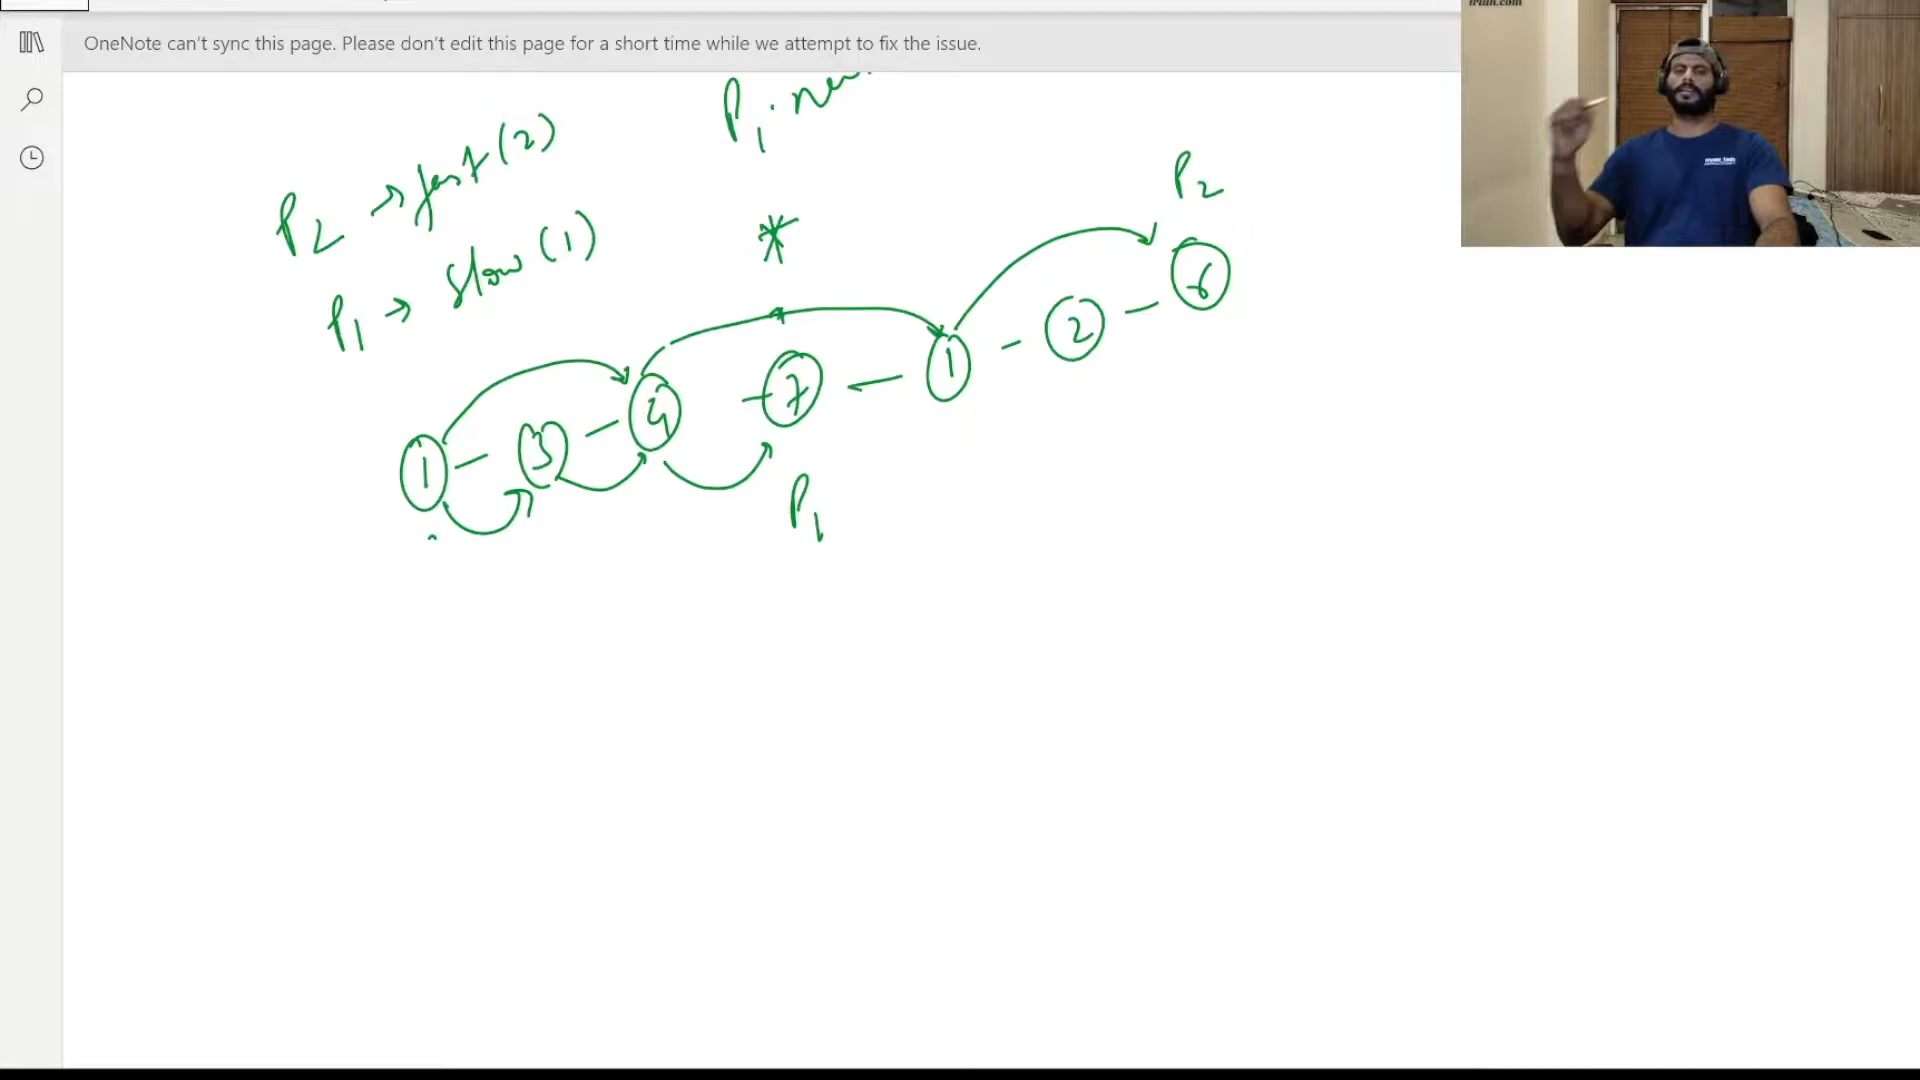 OneNote can't sync this page. Please don't edit this page for a short time while we attempt to fix the issue.
P1.
P2 → fast (2)
P1 → slow (1)
*
P2
1 - 3 - 4 - 7 - 1 - 2 - 6
P1